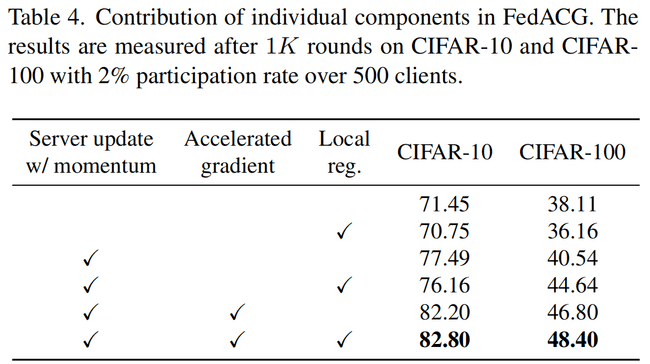 Table 4. Contribution of individual components in FedACG. The
results are measured after 1K rounds on CIFAR-10 and CIFAR-
100 with 2% participation rate over 500 clients.
Server update Accelerated Local CIFAR-10 CIFAR-100
w/ momentum gradient reg.
71.45 38.11
✓ 70.75 36.16
✓ 77.49 40.54
✓ ✓ 76.16 44.64
✓ ✓ 82.20 46.80
✓ ✓ ✓ 82.80 48.40